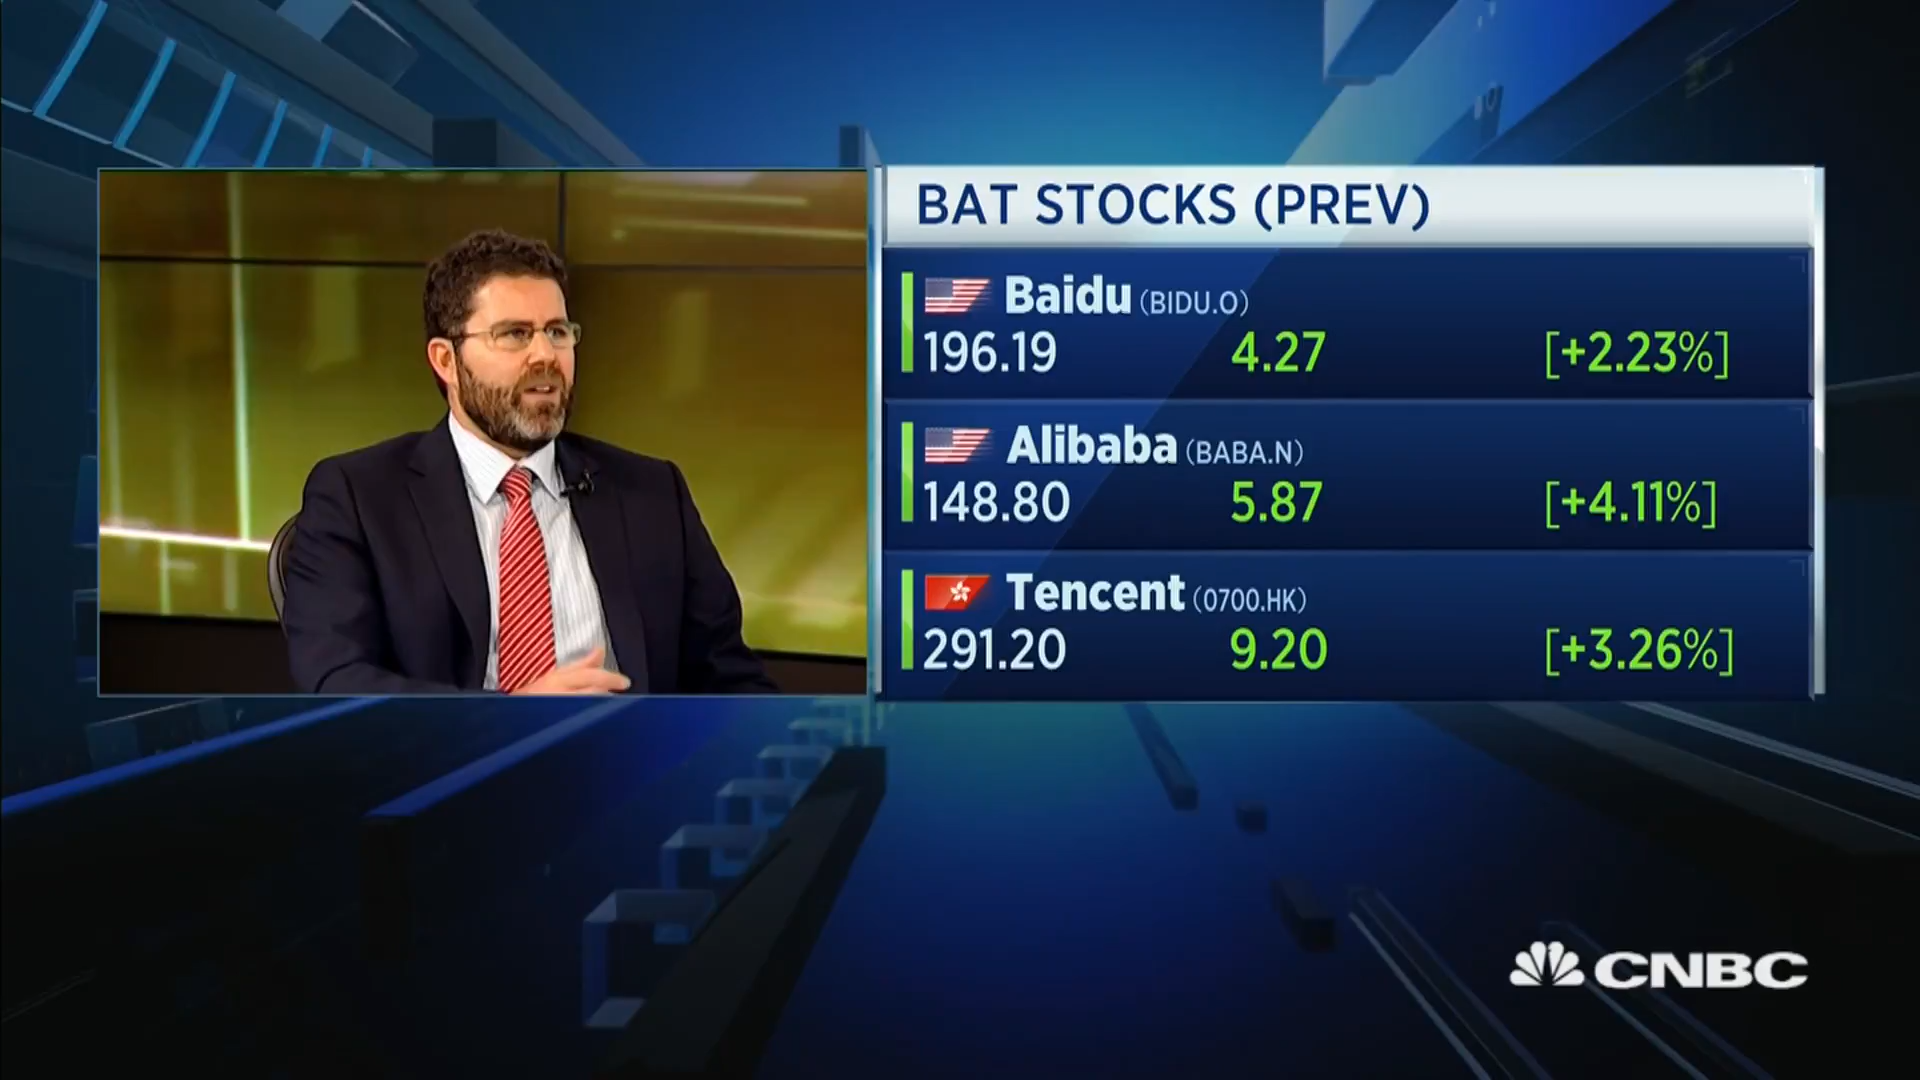 BAT STOCKS (PREV)
Baidu (BIDU.O)
196.19 4.27 [+2.23%]
Alibaba (BABA.N)
148.80 5.87 [+4.11%]
Tencent (0700.HK)
291.20 9.20 [+3.26%]
CNBC